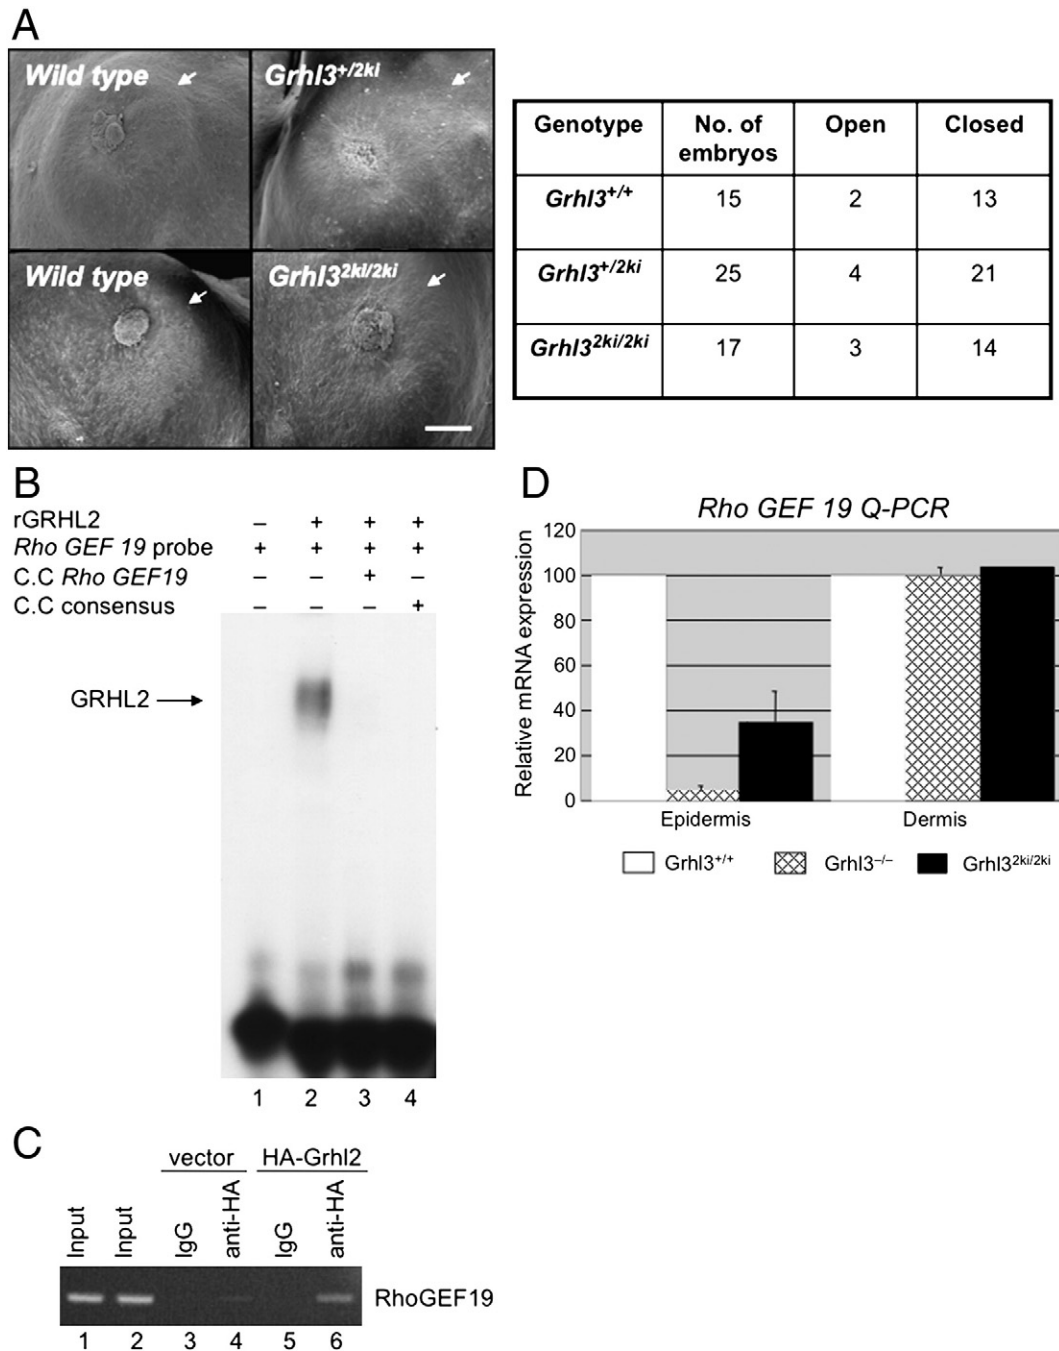 A
Wild type
Grhl3+/2ki
Wild type
Grhl32ki/2ki
Genotype No. of embryos Open Closed
Grhl3+/+ 15 2 13
Grhl3+/2ki 25 4 21
Grhl32ki/2ki 17 3 14
B
rGRHL2 – + + +
Rho GEF 19 probe + + + +
C.C Rho GEF19 – – + –
C.C consensus – – – +
GRHL2
1 2 3 4
C
vector HA-Grhl2
Input Input IgG anti-HA IgG anti-HA
RhoGEF19
1 2 3 4 5 6
D
Rho GEF 19 Q-PCR
Relative mRNA expression
120
100
80
60
40
20
0
Epidermis Dermis
Grhl3+/+ Grhl3–/– Grhl32ki/2ki